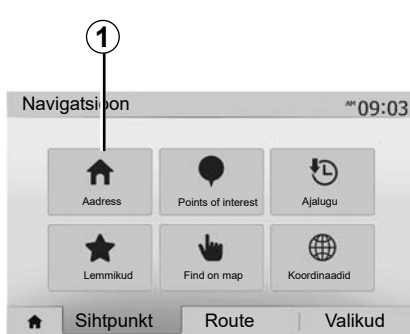 1
Navigatsioon AM 09:03
Aadress Points of interest Ajalugu
Lemmikud Find on map Koordinaadid
Sihtpunkt Route Valikud